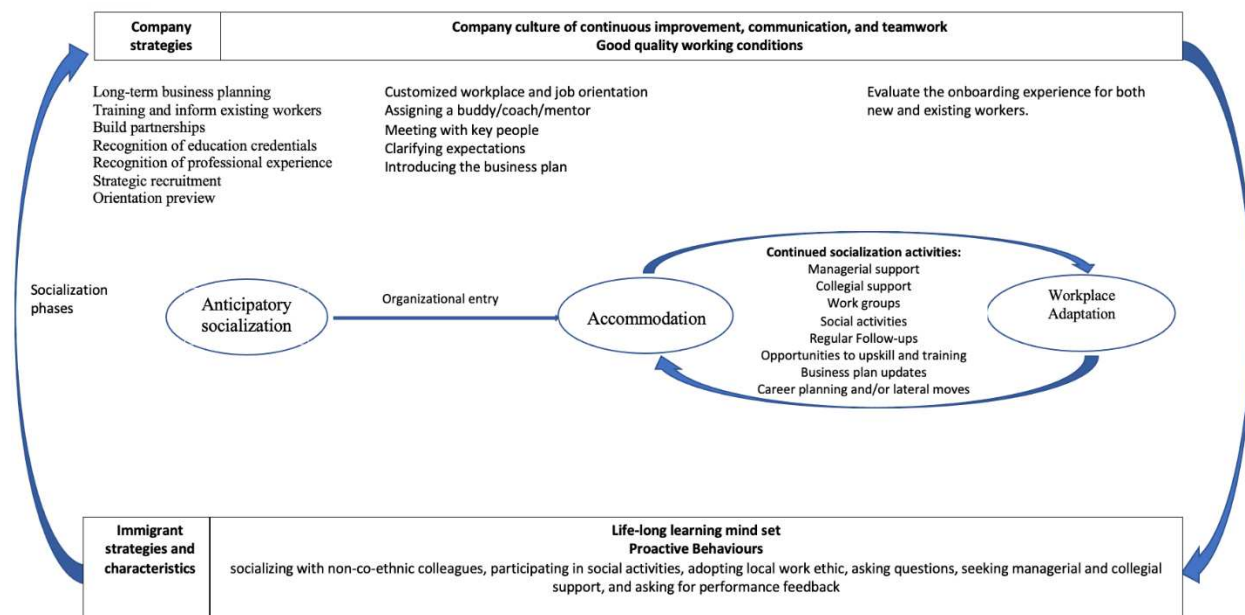 Company
strategies
Company culture of continuous improvement, communication, and teamwork
Good quality working conditions
Long-term business planning
Training and inform existing workers
Build partnerships
Recognition of education credentials
Recognition of professional experience
Strategic recruitment
Orientation preview
Customized workplace and job orientation
Assigning a buddy/coach/mentor
Meeting with key people
Clarifying expectations
Introducing the business plan
Evaluate the onboarding experience for both
new and existing workers.
Socialization
phases
Anticipatory
socialization
Organizational entry
Accommodation
Continued socialization activities:
Managerial support
Collegial support
Work groups
Social activities
Regular Follow-ups
Opportunities to upskill and training
Business plan updates
Career planning and/or lateral moves
Workplace
Adaptation
Immigrant
strategies and
characteristics
Life-long learning mind set
Proactive Behaviours
socializing with non-co-ethnic colleagues, participating in social activities, adopting local work ethic, asking questions, seeking managerial and collegial
support, and asking for performance feedback